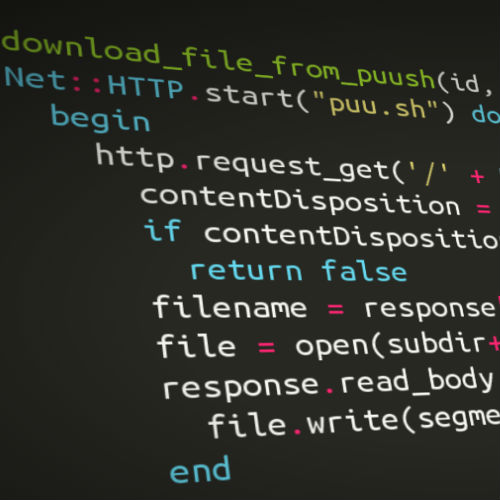 download_file_from_puush(id,
Net::HTTP.start("puu.sh") do
begin
http.request_get('/' +
contentDisposition =
if contentDispositio
return false
filename = response
file = open(subdir+
response.read_body
file.write(segme
end